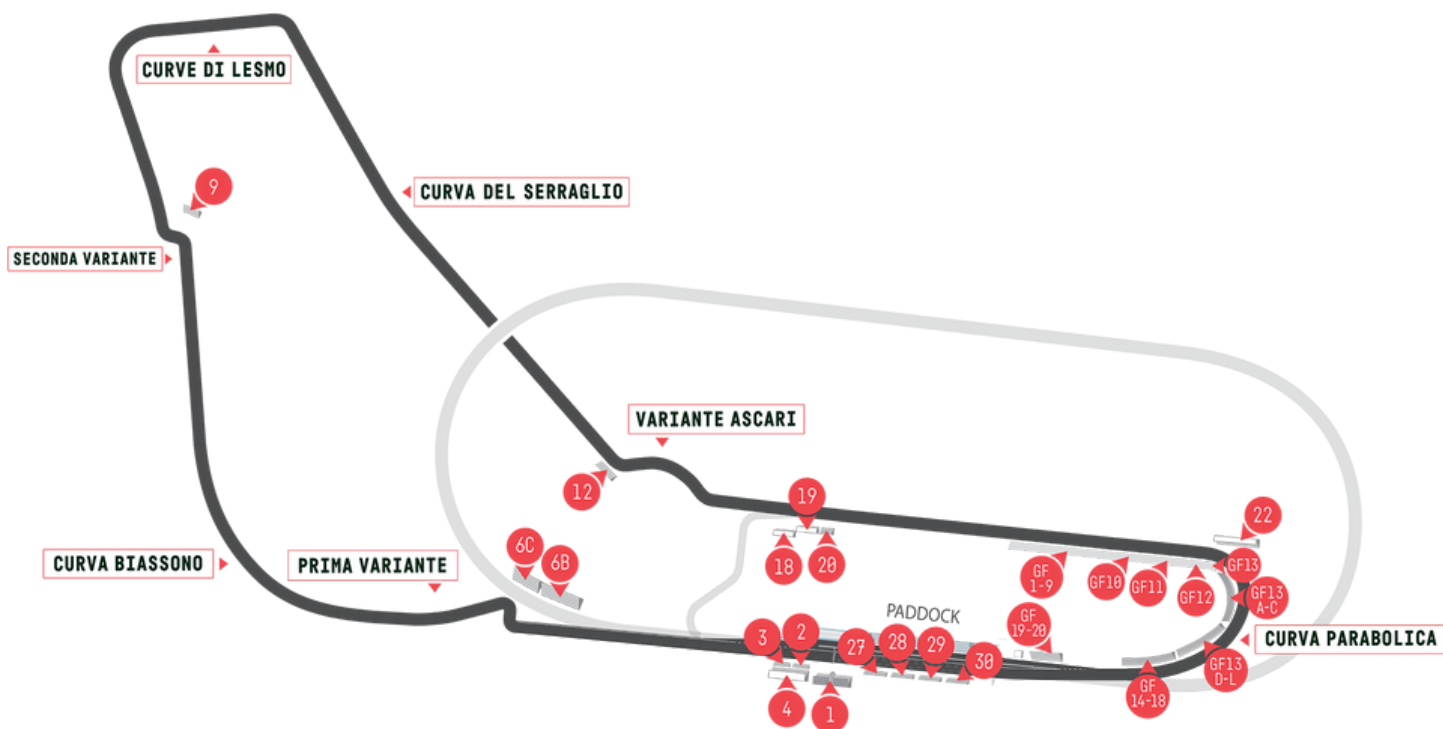 CURVE DI LESMO
9
CURVA DEL SERRAGLIO
SECONDA VARIANTE
VARIANTE ASCARI
12
19
22
6C
6B
18
20
CURVA BIASSONO
PRIMA VARIANTE
GF
1-9
GF10
GF11
GF12
GF13
GF13
A-C
PADDOCK
GF
19-20
CURVA PARABOLICA
3
2
27
28
29
30
GF13
D-L
GF
14-18
4
1